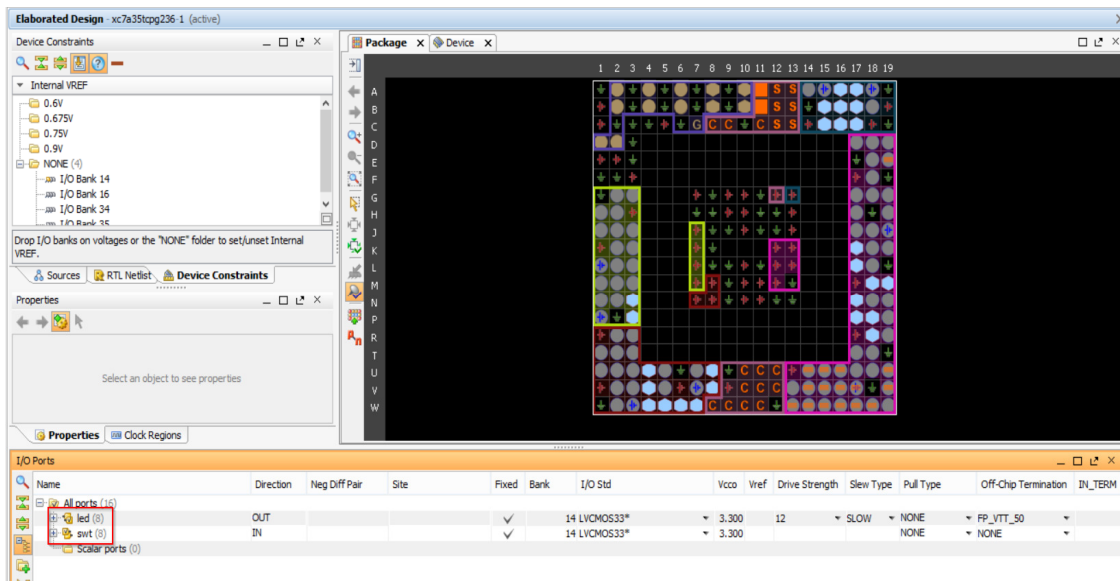 Elaborated Design - xc7a35tcpg236-1 (active)
Device Constraints
Internal VREF
0.6V
0.675V
0.75V
0.9V
NONE (4)
I/O Bank 14
I/O Bank 16
I/O Bank 34
I/O Bank 35
Drop I/O banks on voltages or the "NONE" folder to set/unset Internal
VREF.
Sources RTL Netlist Device Constraints
Properties
Select an object to see properties
Properties Clock Regions
Package Device
1 2 3 4 5 6 7 8 9 10 11 12 13 14 15 16 17 18 19
A S S
B S S
C G C C C S S
D
E
F
G
H
J
K
L
M
N
P
R
T
U C C C
V C C C
W C C C C
I/O Ports
Name Direction Neg Diff Pair Site Fixed Bank I/O Std Vcco Vref Drive Strength Slew Type Pull Type Off-Chip Termination IN_TERM
All ports (16)
led (8) OUT 14 LVCMOS33* 3.300 12 SLOW NONE FP_VTT_50
swt (8) IN 14 LVCMOS33* 3.300 NONE NONE
Scalar ports (0)